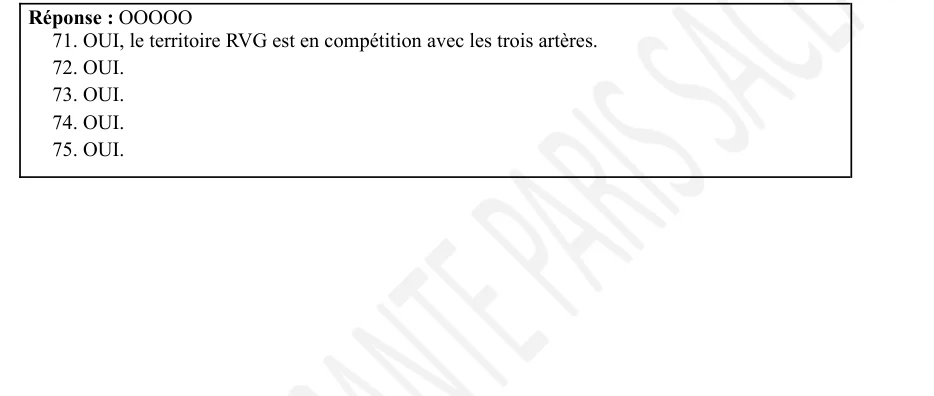 Réponse : OOOOO
71. OUI, le territoire RVG est en compétition avec les trois artères.
72. OUI.
73. OUI.
74. OUI.
75. OUI.
PARIS